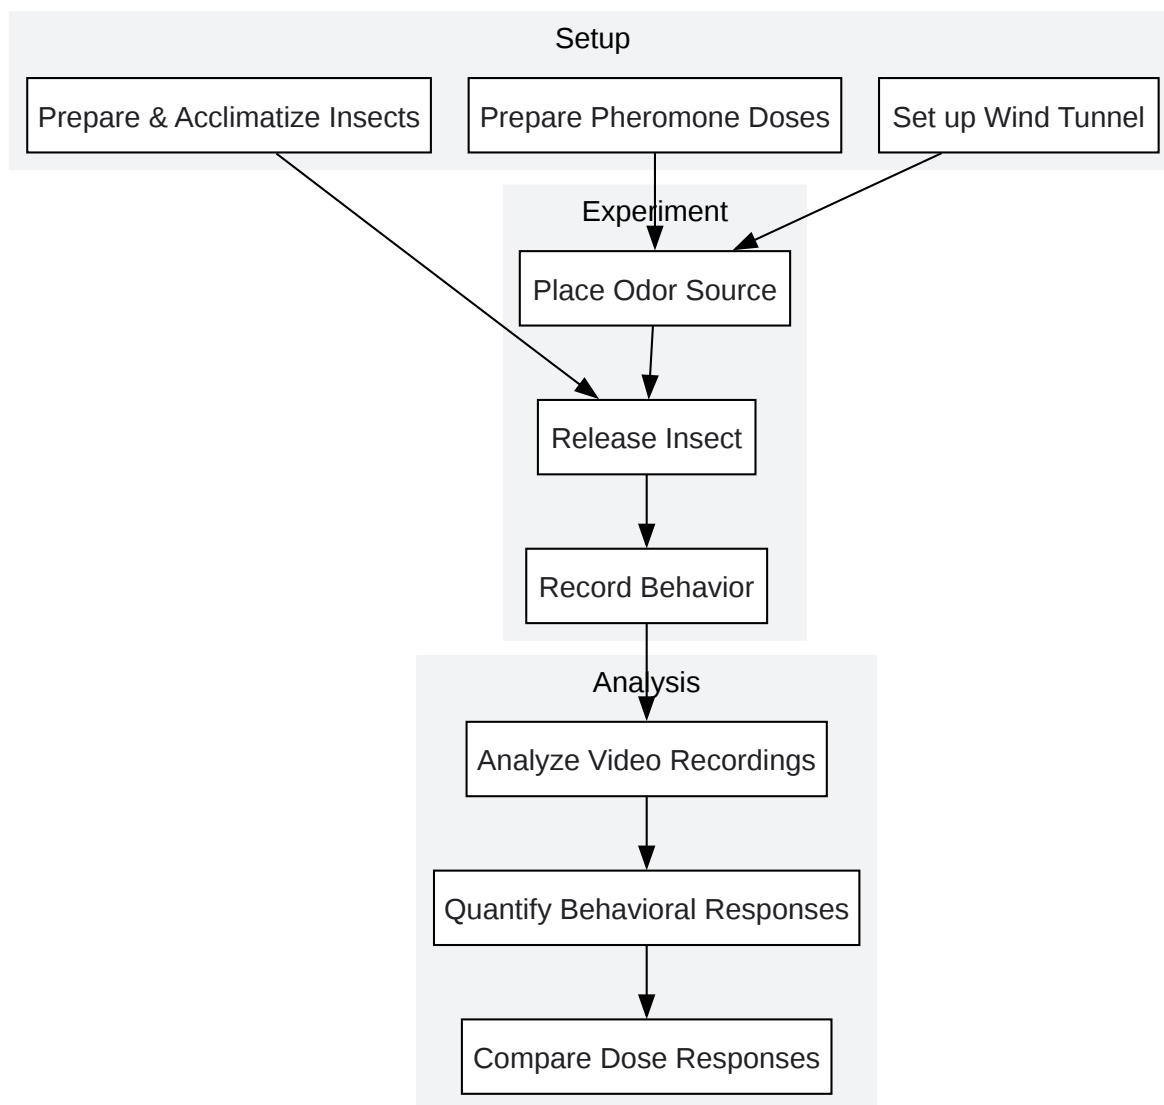 Setup
Prepare & Acclimatize Insects
Prepare Pheromone Doses
Set up Wind Tunnel
Experiment
Place Odor Source
Release Insect
Record Behavior
Analysis
Analyze Video Recordings
Quantify Behavioral Responses
Compare Dose Responses